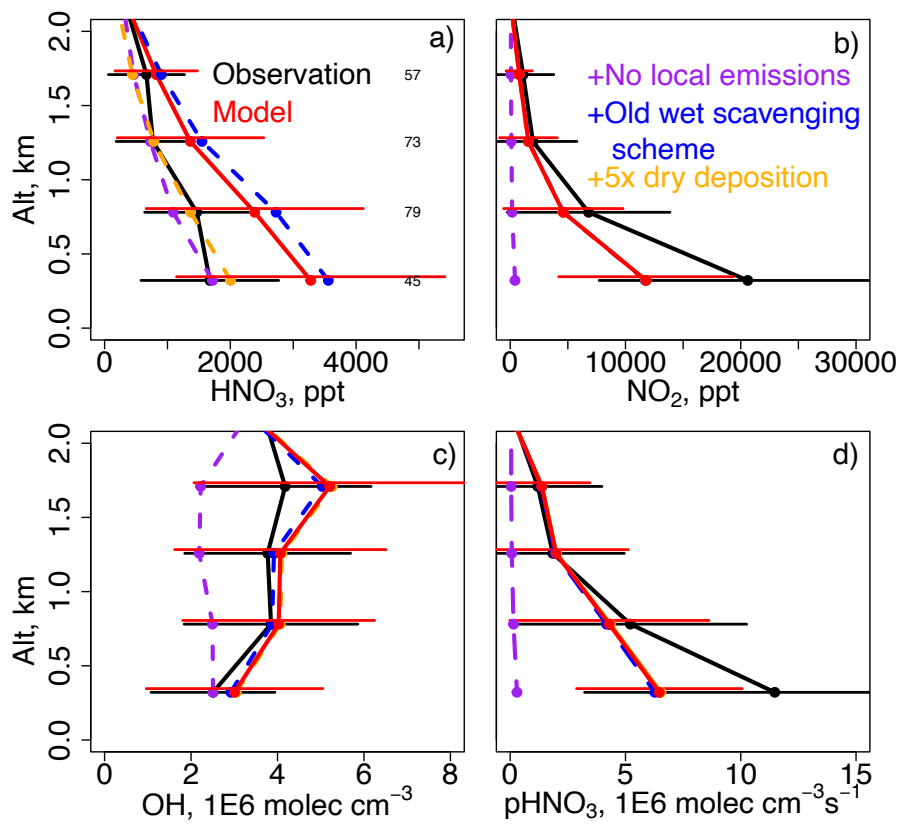 a)
Observation
Model
57
73
79
45
2.0
1.5
1.0
0.5
0.0
Alt, km
0 2000 4000
HNO₃, ppt
b)
+No local emissions
+Old wet scavenging
scheme
+5x dry deposition
0 10000 20000 30000
NO₂, ppt
c)
2.0
1.5
1.0
0.5
0.0
Alt, km
0 2 4 6 8
OH, 1E6 molec cm⁻³
d)
0 5 10 15
pHNO₃, 1E6 molec cm⁻³s⁻¹